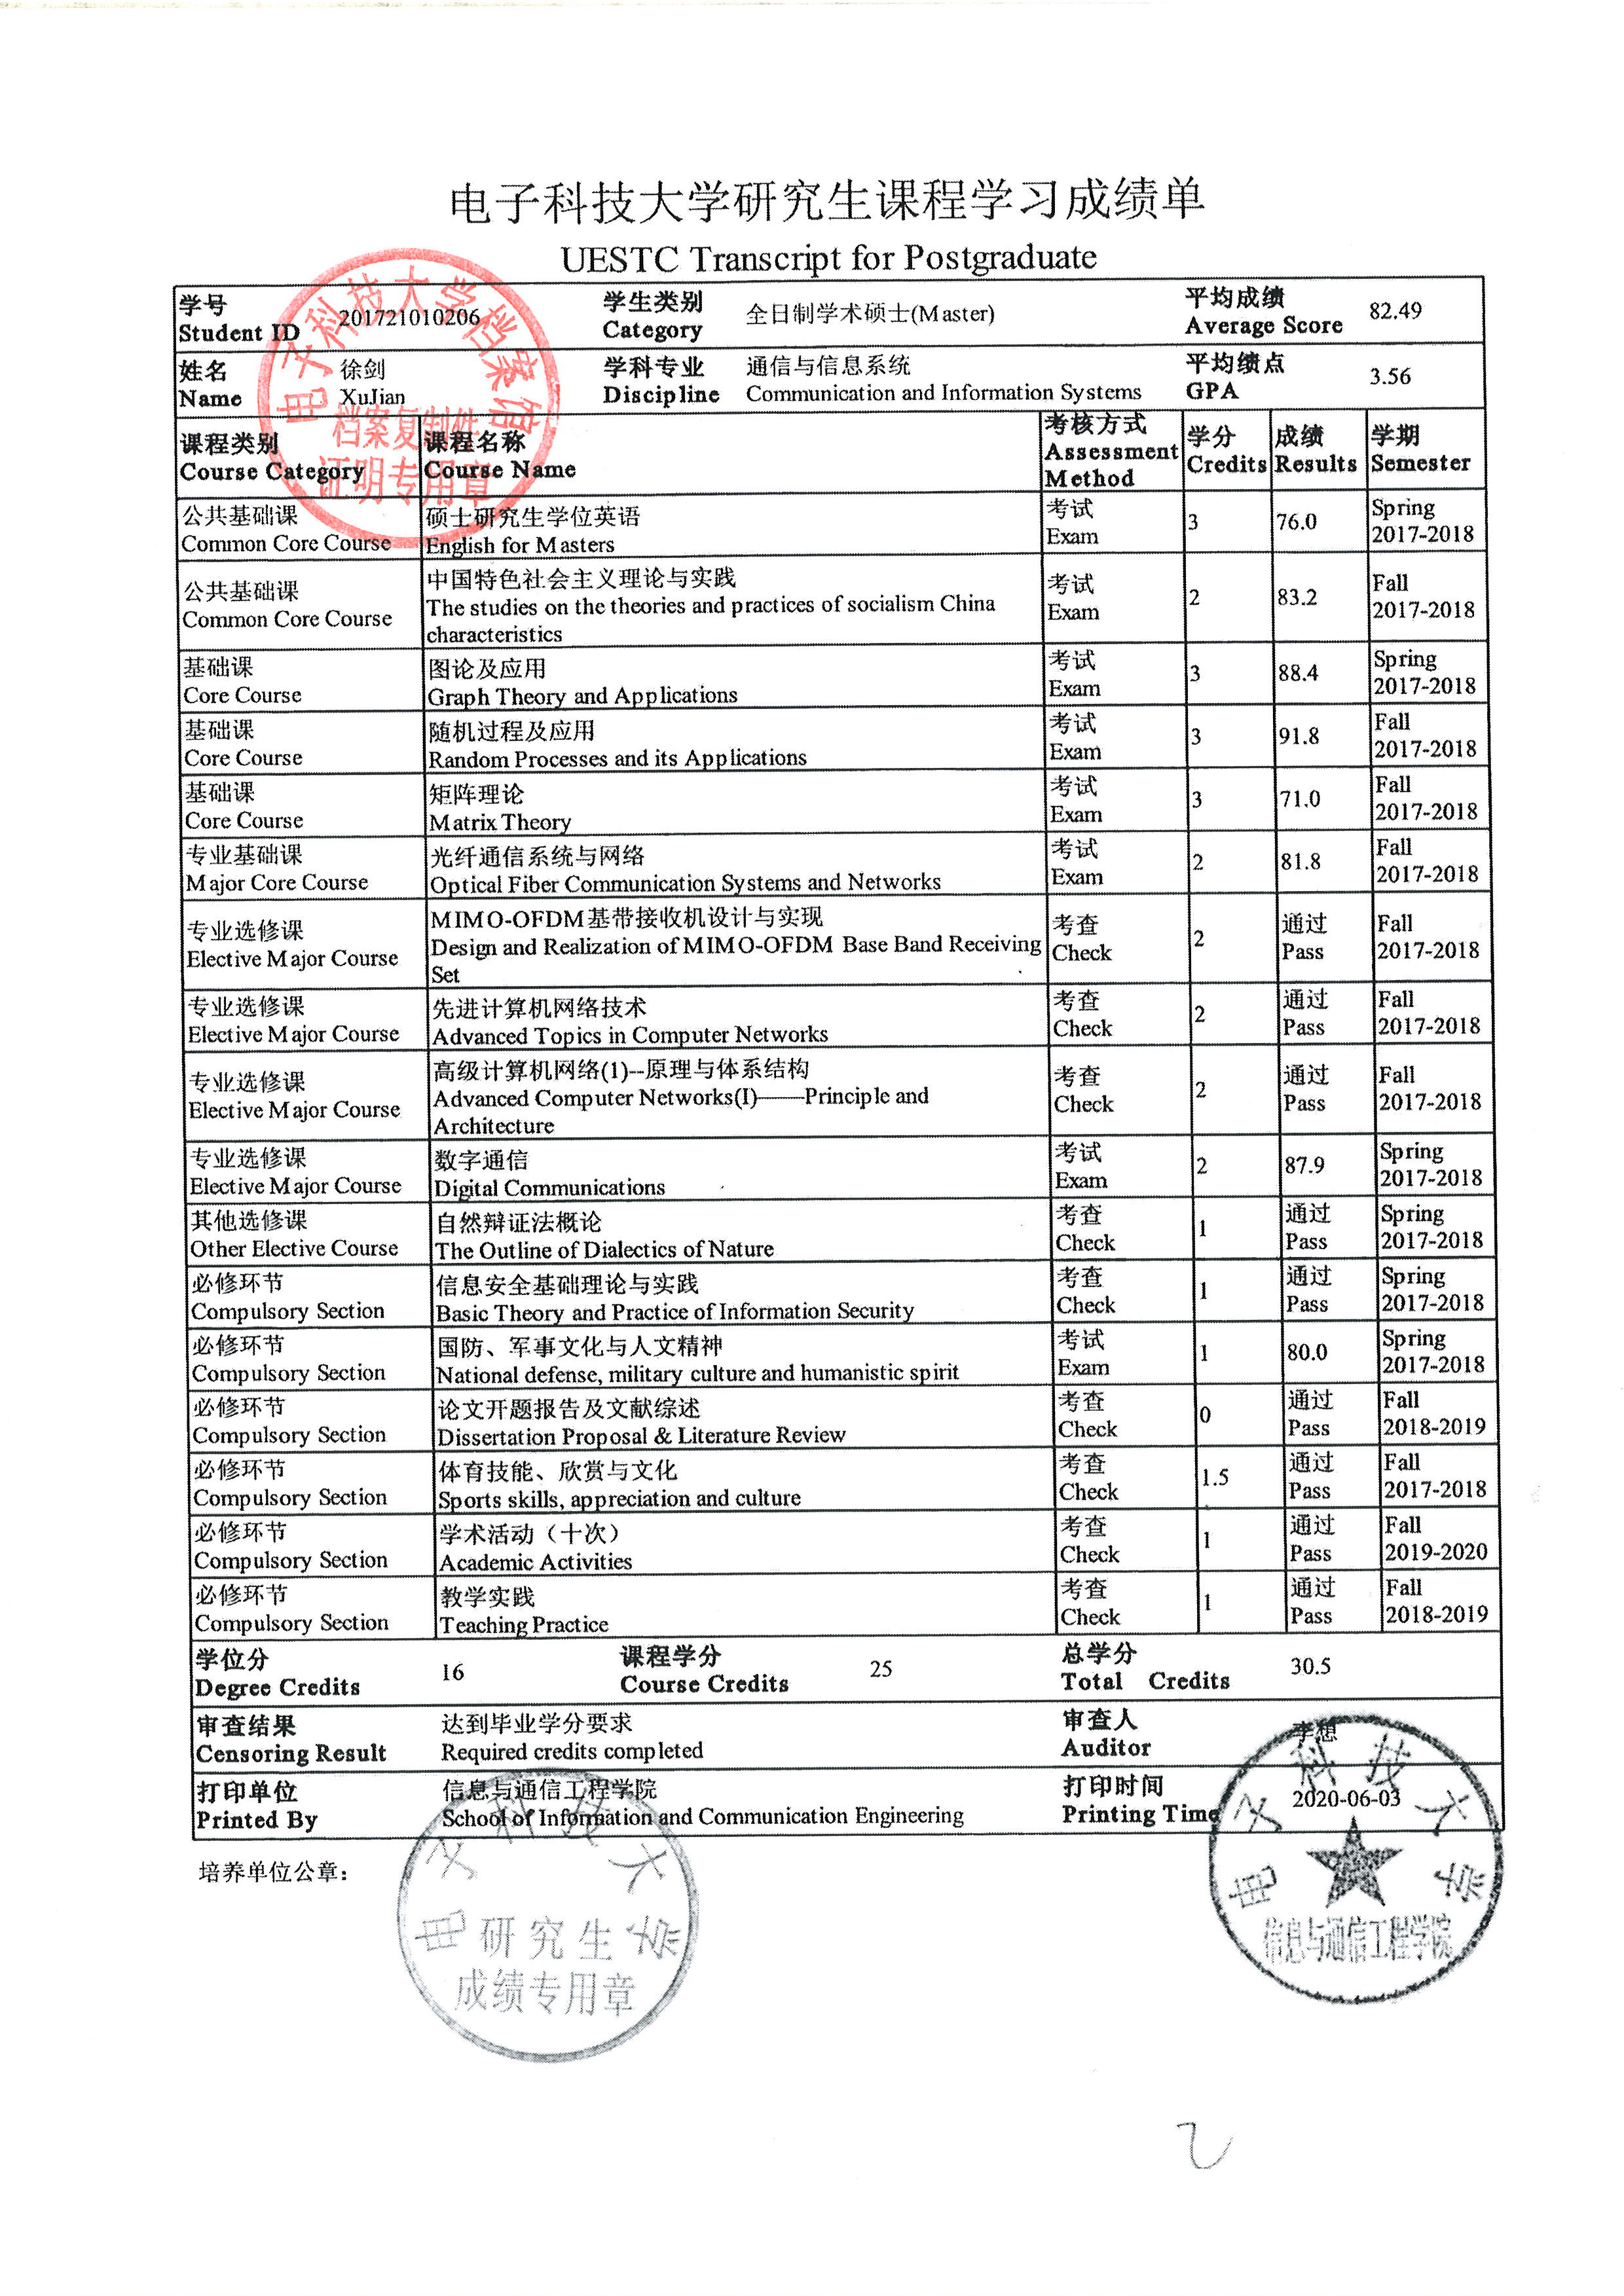 电子科技大学研究生课程学习成绩单
UESTC Transcript for Postgraduate
学号 Student ID 201721010206 学生类别 Category 全日制学术硕士(Master) 平均成绩 Average Score 82.49
姓名 Name 徐剑 XuJian 学科专业 Discipline 通信与信息系统 Communication and Information Systems 平均绩点 GPA 3.56
电子科技大学档案馆
档案复制件
证明专用章
课程类别 Course Category 课程名称 Course Name 考核方式 Assessment Method 学分 Credits 成绩 Results 学期 Semester
公共基础课 Common Core Course 硕士研究生学位英语 English for Masters 考试 Exam 3 76.0 Spring 2017-2018
公共基础课 Common Core Course 中国特色社会主义理论与实践 The studies on the theories and practices of socialism China characteristics 考试 Exam 2 83.2 Fall 2017-2018
基础课 Core Course 图论及应用 Graph Theory and Applications 考试 Exam 3 88.4 Spring 2017-2018
基础课 Core Course 随机过程及应用 Random Processes and its Applications 考试 Exam 3 91.8 Fall 2017-2018
基础课 Core Course 矩阵理论 Matrix Theory 考试 Exam 3 71.0 Fall 2017-2018
专业基础课 Major Core Course 光纤通信系统与网络 Optical Fiber Communication Systems and Networks 考试 Exam 2 81.8 Fall 2017-2018
专业选修课 Elective Major Course MIMO-OFDM基带接收机设计与实现 Design and Realization of MIMO-OFDM Base Band Receiving Set 考查 Check 2 通过 Pass Fall 2017-2018
专业选修课 Elective Major Course 先进计算机网络技术 Advanced Topics in Computer Networks 考查 Check 2 通过 Pass Fall 2017-2018
专业选修课 Elective Major Course 高级计算机网络(1)--原理与体系结构 Advanced Computer Networks(I)——Principle and Architecture 考查 Check 2 通过 Pass Fall 2017-2018
专业选修课 Elective Major Course 数字通信 Digital Communications 考试 Exam 2 87.9 Spring 2017-2018
其他选修课 Other Elective Course 自然辩证法概论 The Outline of Dialectics of Nature 考查 Check 1 通过 Pass Spring 2017-2018
必修环节 Compulsory Section 信息安全基础理论与实践 Basic Theory and Practice of Information Security 考查 Check 1 通过 Pass Spring 2017-2018
必修环节 Compulsory Section 国防、军事文化与人文精神 National defense, military culture and humanistic spirit 考试 Exam 1 80.0 Spring 2017-2018
必修环节 Compulsory Section 论文开题报告及文献综述 Dissertation Proposal & Literature Review 考查 Check 0 通过 Pass Fall 2018-2019
必修环节 Compulsory Section 体育技能、欣赏与文化 Sports skills, appreciation and culture 考查 Check 1.5 通过 Pass Fall 2017-2018
必修环节 Compulsory Section 学术活动（十次） Academic Activities 考查 Check 1 通过 Pass Fall 2019-2020
必修环节 Compulsory Section 教学实践 Teaching Practice 考查 Check 1 通过 Pass Fall 2018-2019
学位分 Degree Credits 16 课程学分 Course Credits 25 总学分 Total Credits 30.5
审查结果 Censoring Result 达到毕业学分要求 Required credits completed 审查人 Auditor 李想
打印单位 Printed By 信息与通信工程学院 School of Information and Communication Engineering 打印时间 Printing Time 2020-06-03
培养单位公章：
电子科技大学
研究生
成绩专用章
电子科技大学
信息与通信工程学院
2